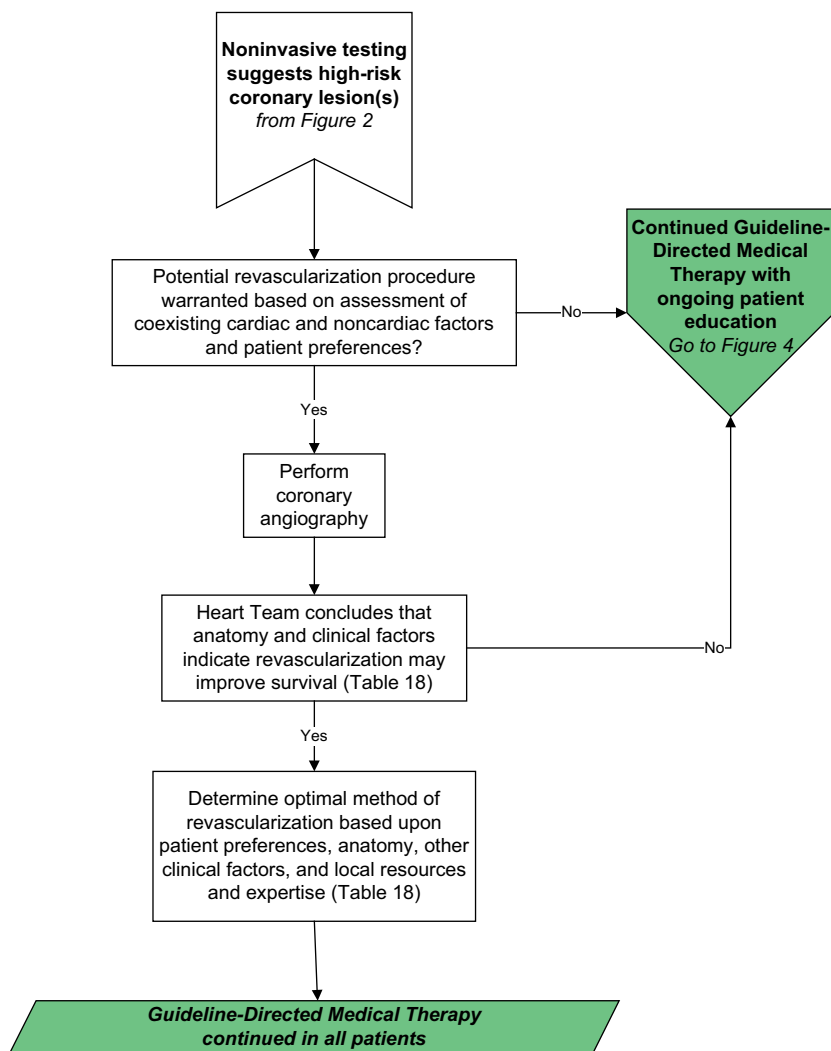 Noninvasive testing
suggests high-risk
coronary lesion(s)
from Figure 2
Continued Guideline-
Directed Medical
Therapy with
ongoing patient
education
Go to Figure 4
Potential revascularization procedure
warranted based on assessment of
coexisting cardiac and noncardiac factors
and patient preferences?
No
Yes
Perform
coronary
angiography
Heart Team concludes that
anatomy and clinical factors
indicate revascularization may
improve survival (Table 18)
No
Yes
Determine optimal method of
revascularization based upon
patient preferences, anatomy, other
clinical factors, and local resources
and expertise (Table 18)
Guideline-Directed Medical Therapy
continued in all patients